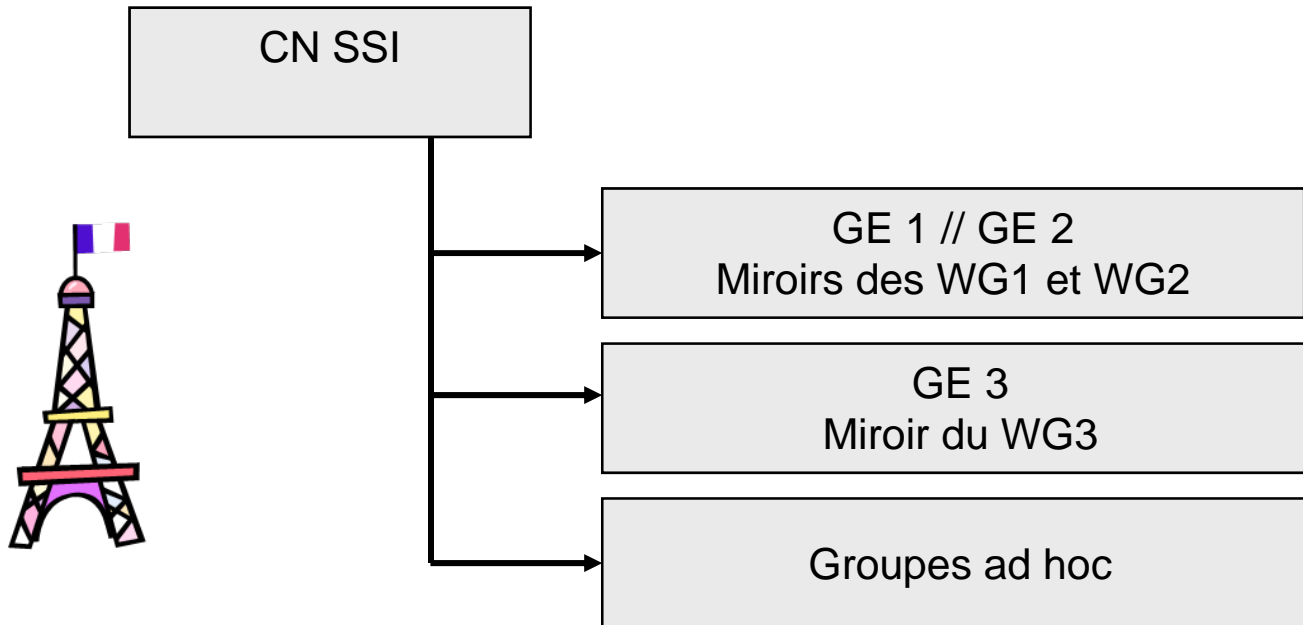 CN SSI
GE 1 // GE 2
Miroirs des WG1 et WG2
GE 3
Miroir du WG3
Groupes ad hoc